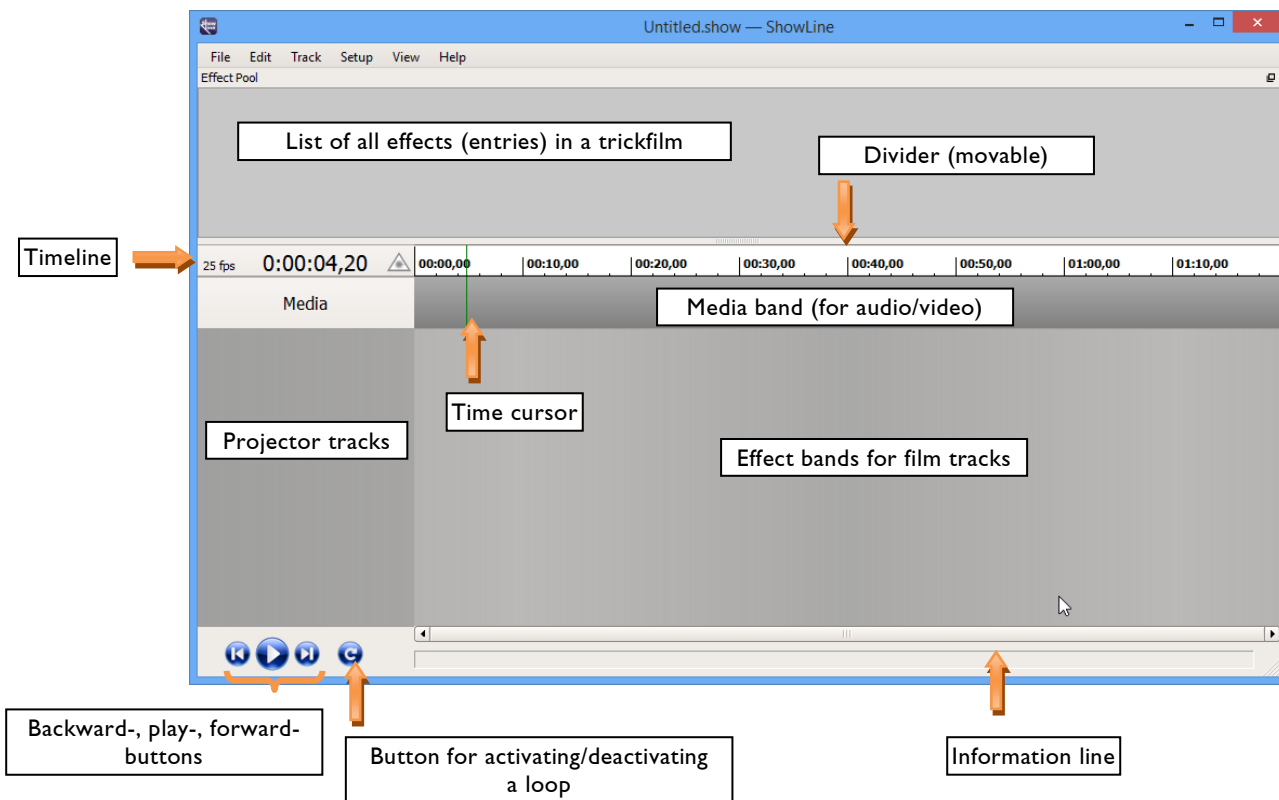 Untitled.show — ShowLine
File Edit Track Setup View Help
Effect Pool
List of all effects (entries) in a trickfilm
Divider (movable)
Timeline
25 fps 0:00:04,20 00:00,00 00:10,00 00:20,00 00:30,00 00:40,00 00:50,00 01:00,00 01:10,00
Media
Media band (for audio/video)
Time cursor
Projector tracks
Effect bands for film tracks
Backward-, play-, forward-
buttons
Button for activating/deactivating
a loop
Information line